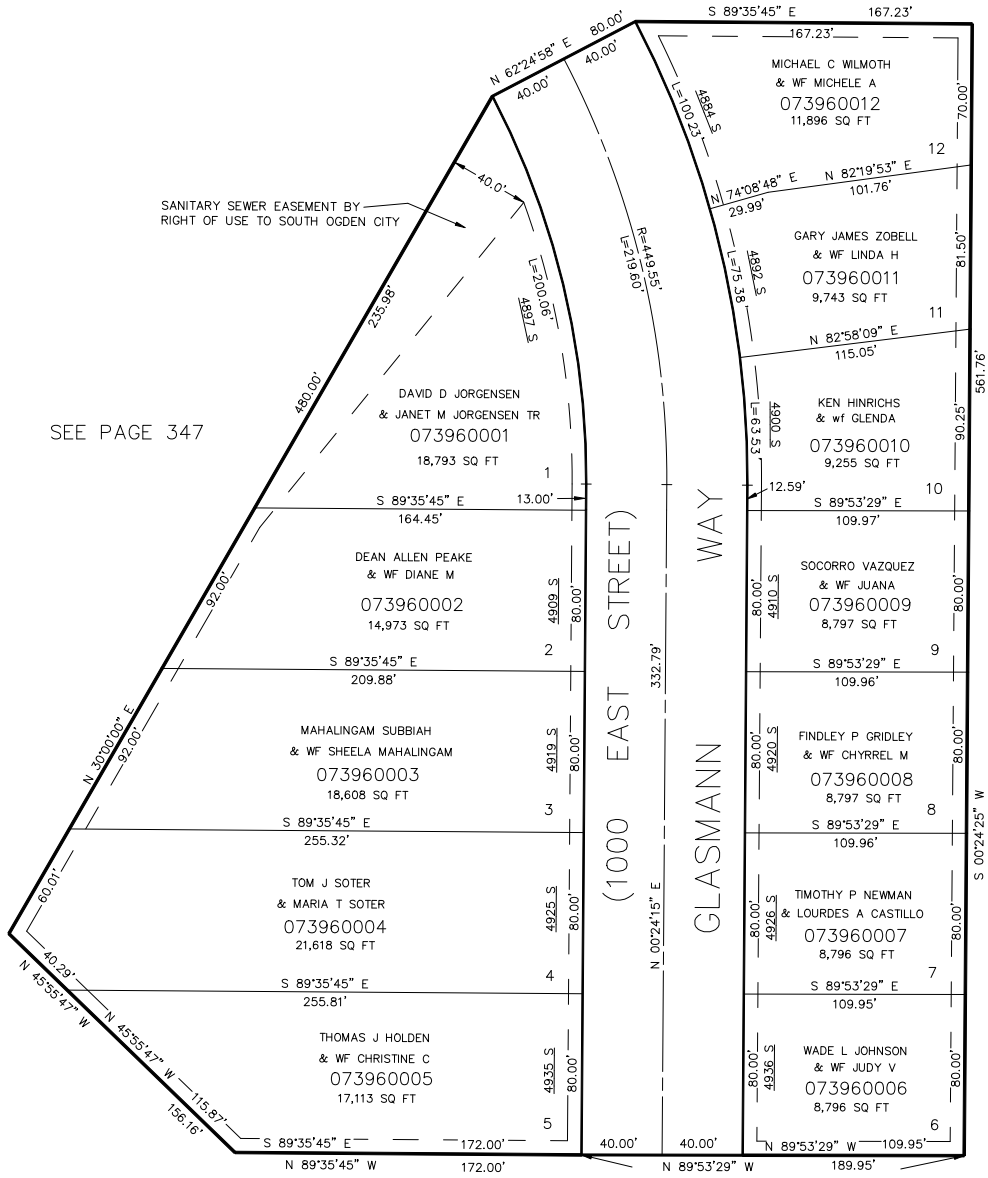 S 89°35'45" E 167.23'
167.23'
N 62°24'58" E 80.00'
40.00'
40.00'
MICHAEL C WILMOTH
& WF MICHELE A
073960012
11,896 SQ FT
12
4884 S
L=100.23'
70.00'
N 74°08'48" E
29.99'
N 82°19'53" E
101.76'
SANITARY SEWER EASEMENT BY
RIGHT OF USE TO SOUTH OGDEN CITY
40.0'
GARY JAMES ZOBELL
& WF LINDA H
073960011
9,743 SQ FT
11
4892 S
L=75.38'
81.50'
R=449.55'
L=219.60'
L=200.06'
4897 S
235.98'
480.00'
N 82°58'09" E
115.05'
561.76'
SEE PAGE 347
DAVID D JORGENSEN
& JANET M JORGENSEN TR
073960001
18,793 SQ FT
1
KEN HINRICHS
& wf GLENDA
073960010
9,255 SQ FT
10
4900 S
L=63.53'
90.25'
13.00'
12.59'
S 89°35'45" E
164.45'
S 89°53'29" E
109.97'
DEAN ALLEN PEAKE
& WF DIANE M
073960002
14,973 SQ FT
2
92.00'
4909 S
80.00'
SOCORRO VAZQUEZ
& WF JUANA
073960009
8,797 SQ FT
9
80.00'
4910 S
80.00'
S 89°35'45" E
209.88'
S 89°53'29" E
109.96'
332.79'
N 30°00'00" E
92.00'
MAHALINGAM SUBBIAH
& WF SHEELA MAHALINGAM
073960003
18,608 SQ FT
3
4919 S
80.00'
FINDLEY P GRIDLEY
& WF CHYRREL M
073960008
8,797 SQ FT
8
80.00'
4920 S
80.00'
(1000 EAST STREET)
GLASMANN WAY
S 00°24'25" W
S 89°35'45" E
255.32'
S 89°53'29" E
109.96'
60.01'
TOM J SOTER
& MARIA T SOTER
073960004
21,618 SQ FT
4
4925 S
80.00'
N 00°24'15" E
TIMOTHY P NEWMAN
& LOURDES A CASTILLO
073960007
8,796 SQ FT
7
80.00'
4926 S
80.00'
40.29'
N 45°55'47" W
S 89°35'45" E
255.81'
S 89°53'29" E
109.95'
N 45°55'47" W
115.87'
156.16'
THOMAS J HOLDEN
& WF CHRISTINE C
073960005
17,113 SQ FT
5
4935 S
80.00'
WADE L JOHNSON
& WF JUDY V
073960006
8,796 SQ FT
6
80.00'
4936 S
80.00'
S 89°35'45" E 172.00'
40.00' 40.00'
N 89°53'29" W 109.95'
N 89°35'45" W 172.00'
N 89°53'29" W 189.95'